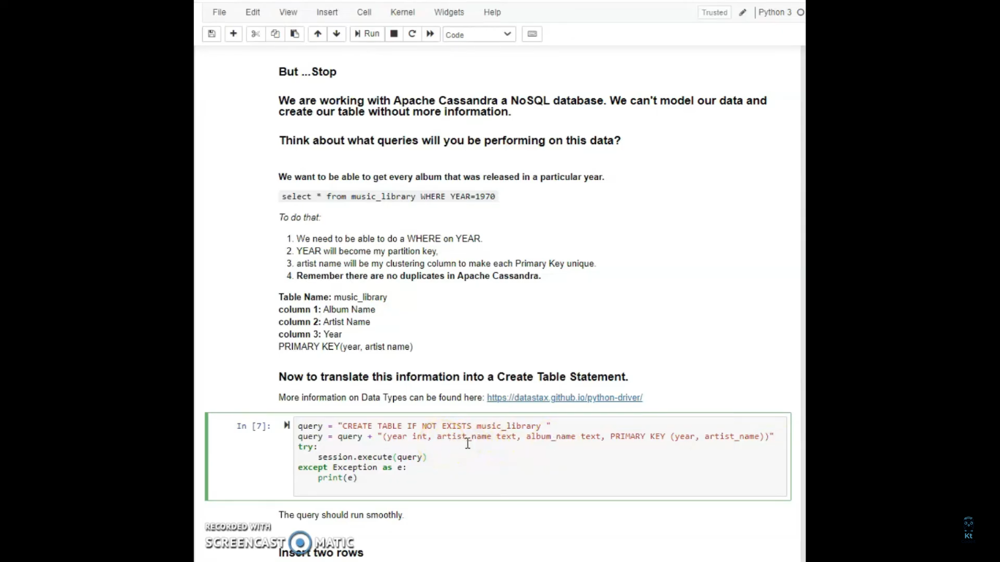 File Edit View Insert Cell Kernel Widgets Help Trusted Python 3
Run Code
But ...Stop
We are working with Apache Cassandra a NoSQL database. We can't model our data and
create our table without more information.
Think about what queries will you be performing on this data?
We want to be able to get every album that was released in a particular year.
select * from music_library WHERE YEAR=1970
To do that:
1. We need to be able to do a WHERE on YEAR.
2. YEAR will become my partition key,
3. artist name will be my clustering column to make each Primary Key unique.
4. Remember there are no duplicates in Apache Cassandra.
Table Name: music_library
column 1: Album Name
column 2: Artist Name
column 3: Year
PRIMARY KEY(year, artist name)
Now to translate this information into a Create Table Statement.
More information on Data Types can be found here: https://datastax.github.io/python-driver/
In [7]: query = "CREATE TABLE IF NOT EXISTS music_library "
query = query + "(year int, artist_name text, album_name text, PRIMARY KEY (year, artist_name))"
try:
session.execute(query)
except Exception as e:
print(e)
The query should run smoothly.
RECORDED WITH
SCREENCAST MATIC
Insert two rows
Kt